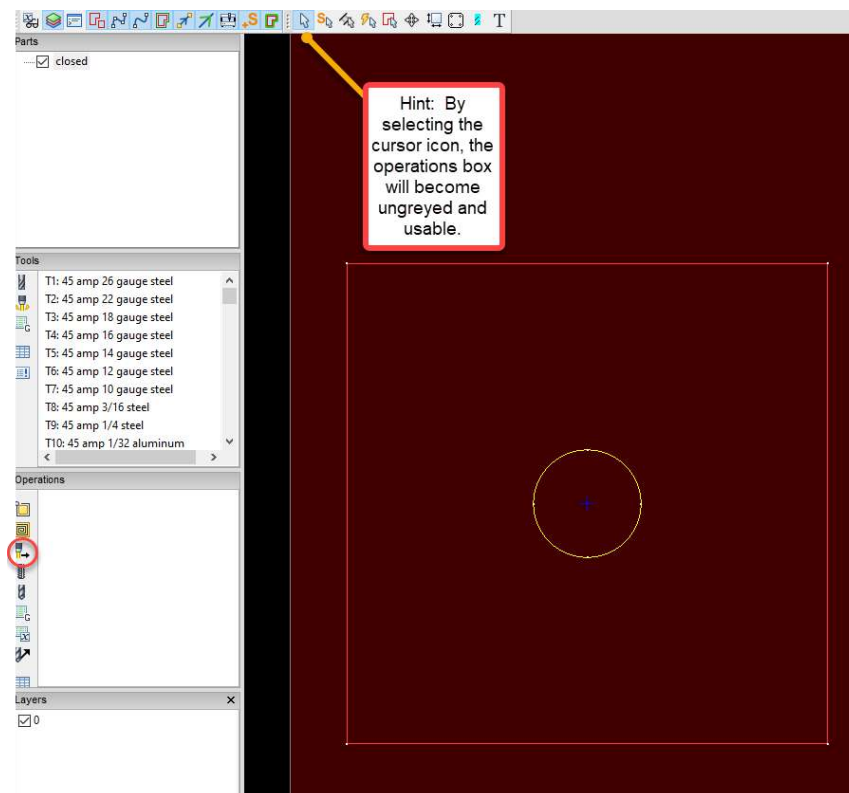 T
Parts
closed
Hint: By
selecting the
cursor icon, the
operations box
will become
ungreyed and
usable.
Tools
T1: 45 amp 26 gauge steel
T2: 45 amp 22 gauge steel
T3: 45 amp 18 gauge steel
T4: 45 amp 16 gauge steel
T5: 45 amp 14 gauge steel
T6: 45 amp 12 gauge steel
T7: 45 amp 10 gauge steel
T8: 45 amp 3/16 steel
T9: 45 amp 1/4 steel
T10: 45 amp 1/32 aluminum
Operations
Layers
0